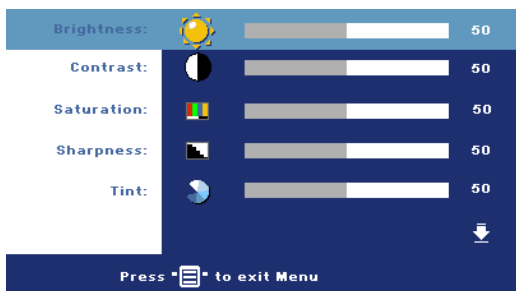 Brightness: 50
Contrast: 50
Saturation: 50
Sharpness: 50
Tint: 50
Press "" to exit Menu